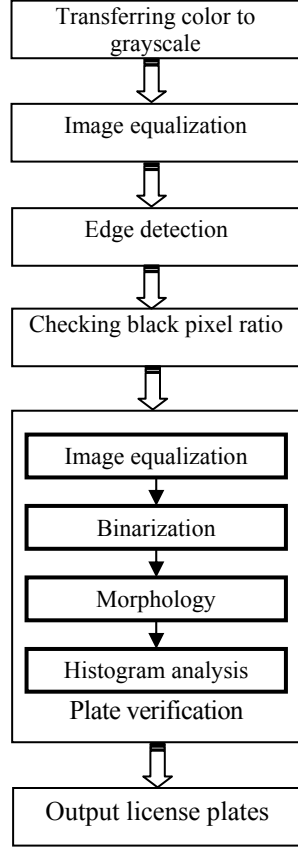 Transferring color to
grayscale
Image equalization
Edge detection
Checking black pixel ratio
Image equalization
Binarization
Morphology
Histogram analysis
Plate verification
Output license plates